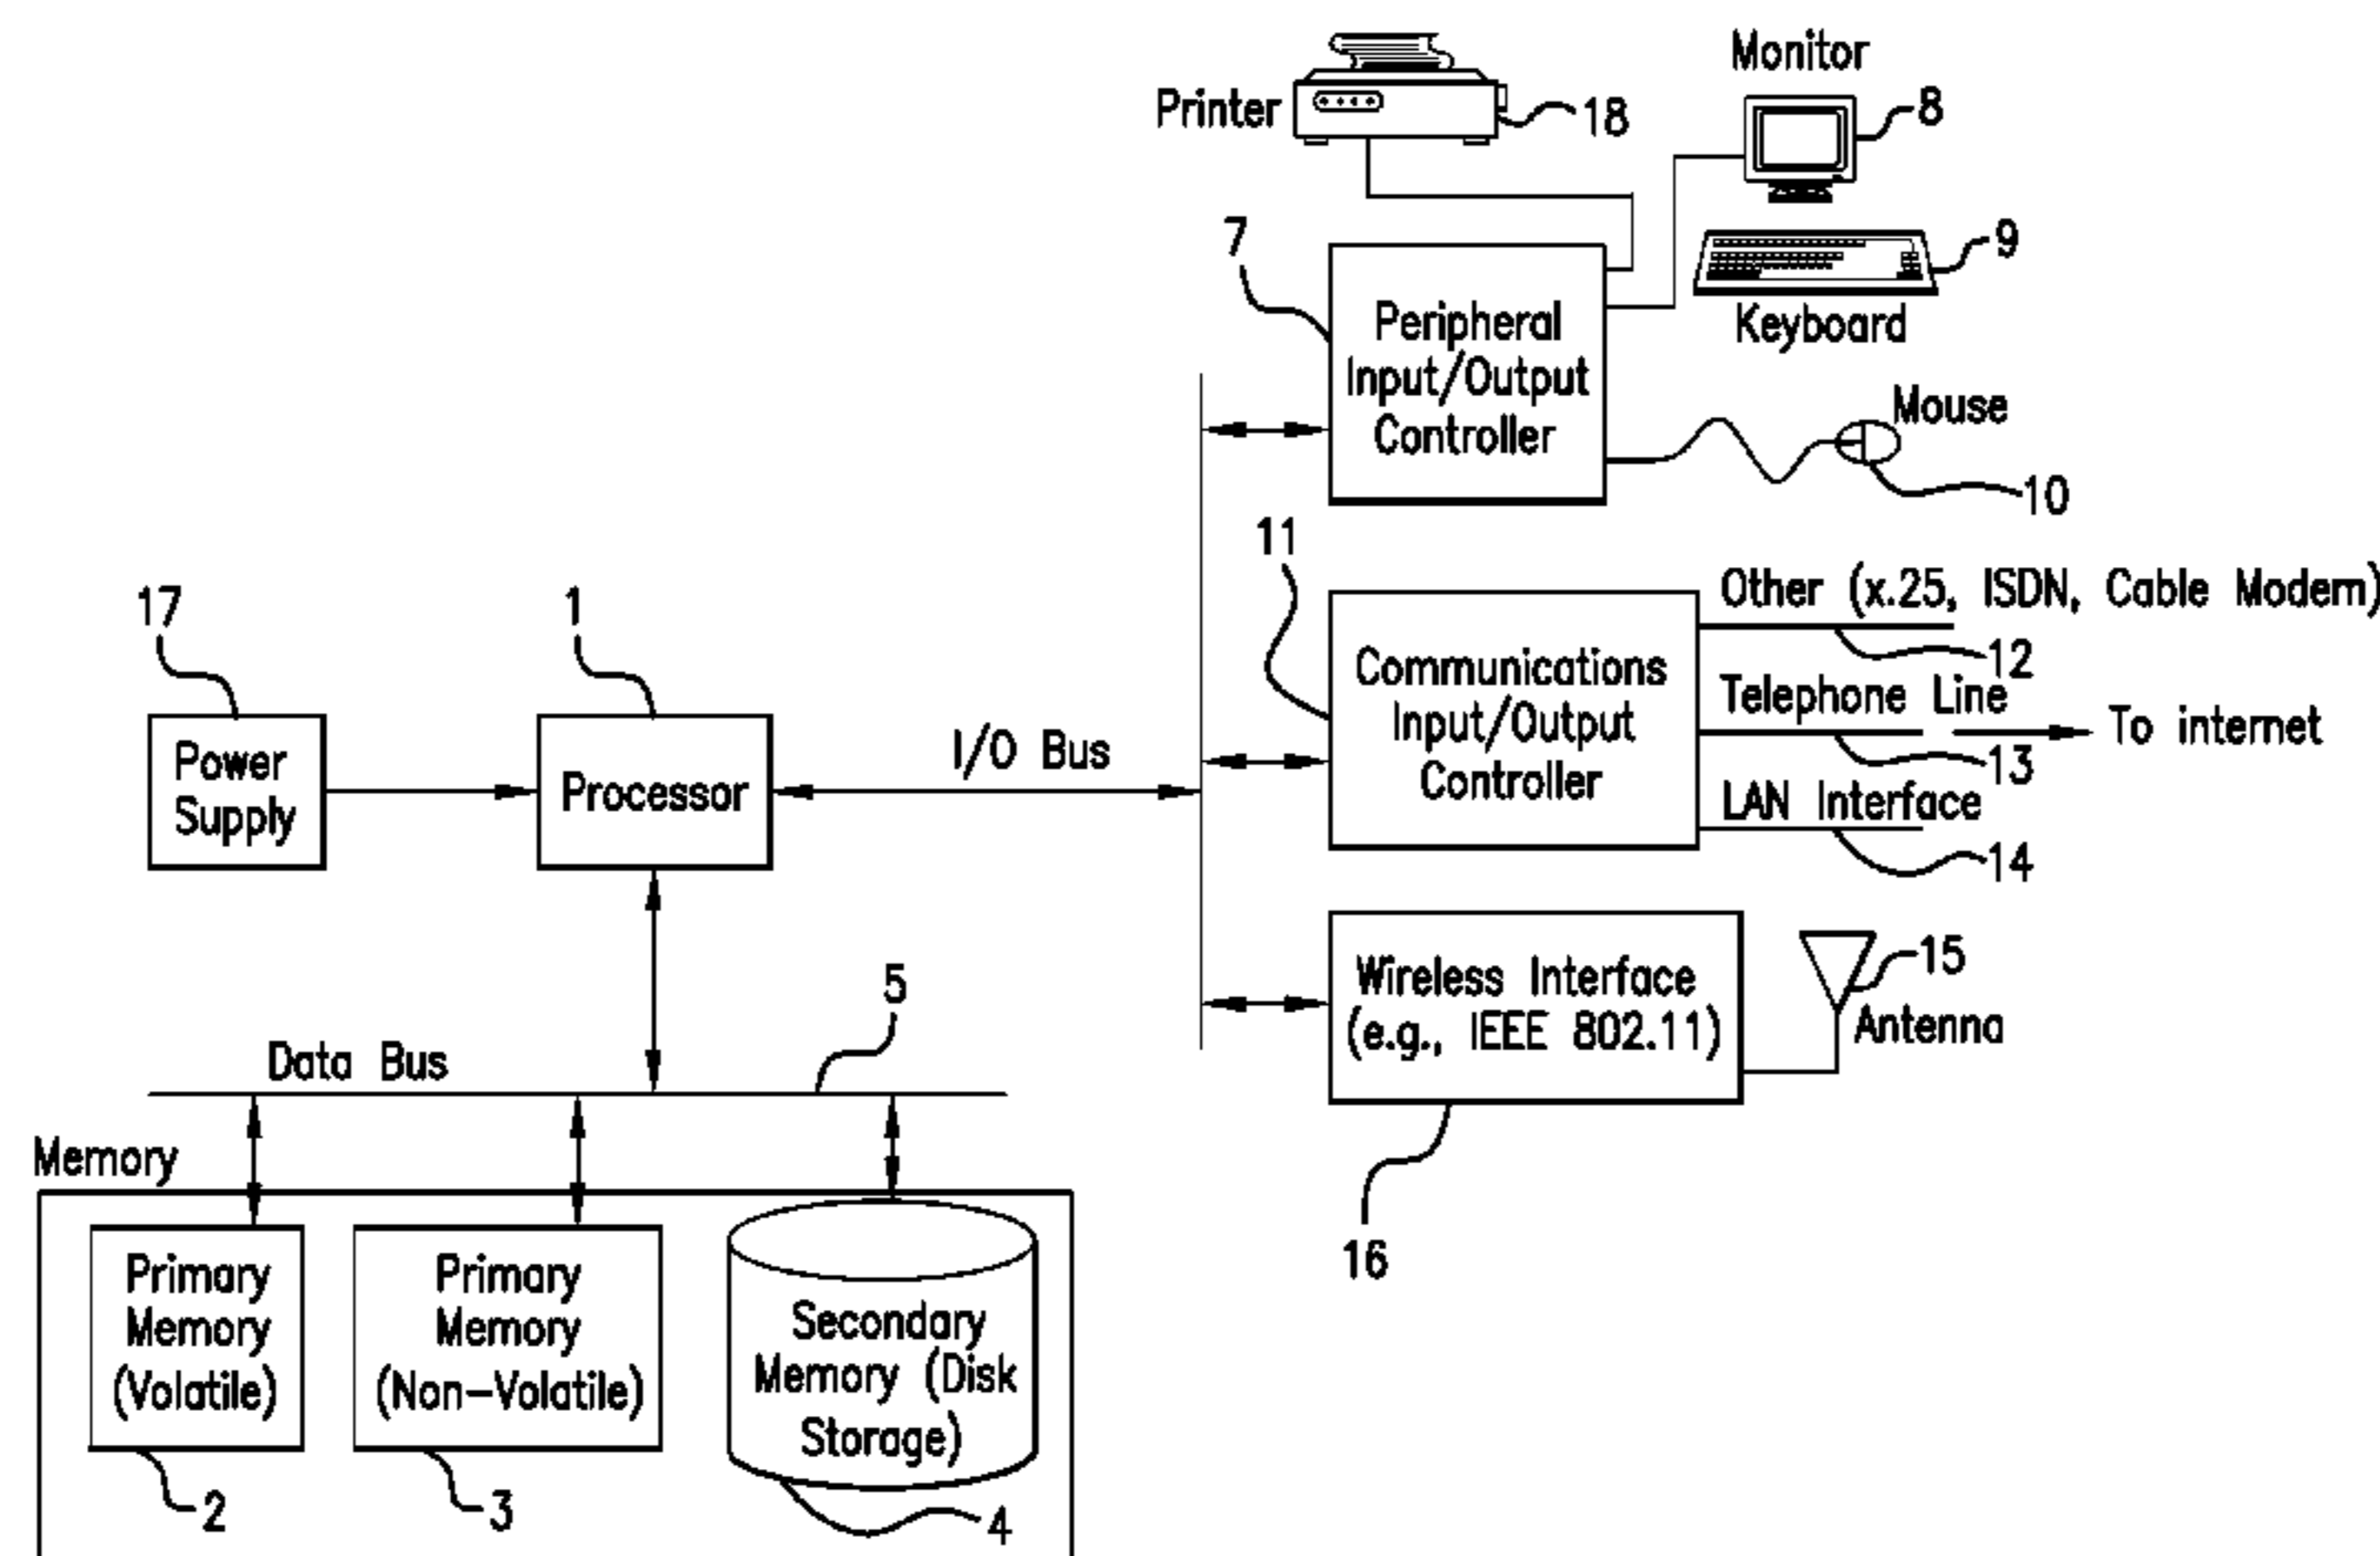 Monitor
Printer
18
8
7
9
Peripheral
Input/Output
Controller
Keyboard
Mouse
10
11
17
1
Other (x.25, ISDN, Cable Modem)
12
Communications
Input/Output
Controller
Telephone Line
To internet
13
LAN Interface
14
Power
Supply
Processor
I/O Bus
5
Wireless Interface
(e.g., IEEE 802.11)
15
Antenna
16
Data Bus
Memory
Primary
Memory
(Volatile)
Primary
Memory
(Non-Volatile)
Secondary
Memory (Disk
Storage)
2
3
4